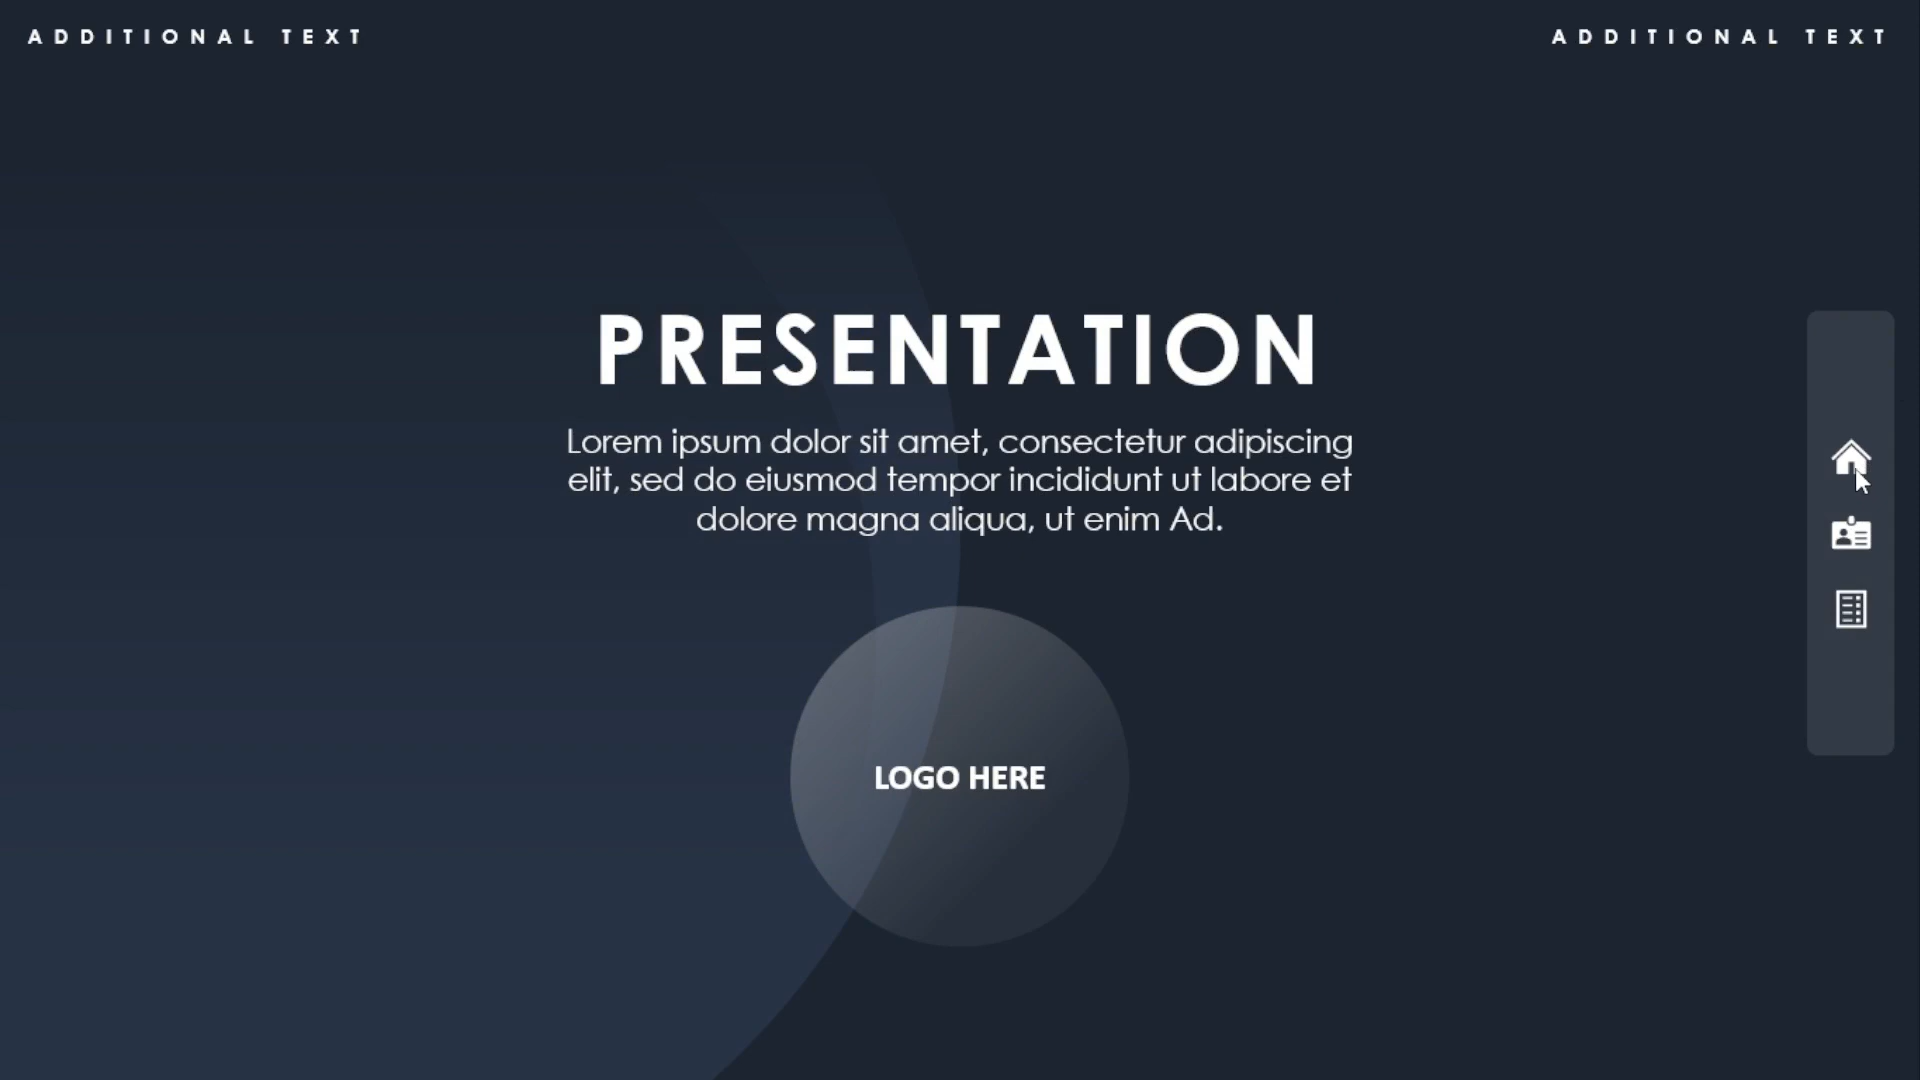 ADDITIONAL TEXT
ADDITIONAL TEXT
PRESENTATION
Lorem ipsum dolor sit amet, consectetur adipiscing
elit, sed do eiusmod tempor incididunt ut labore et
dolore magna aliqua, ut enim Ad.
LOGO HERE